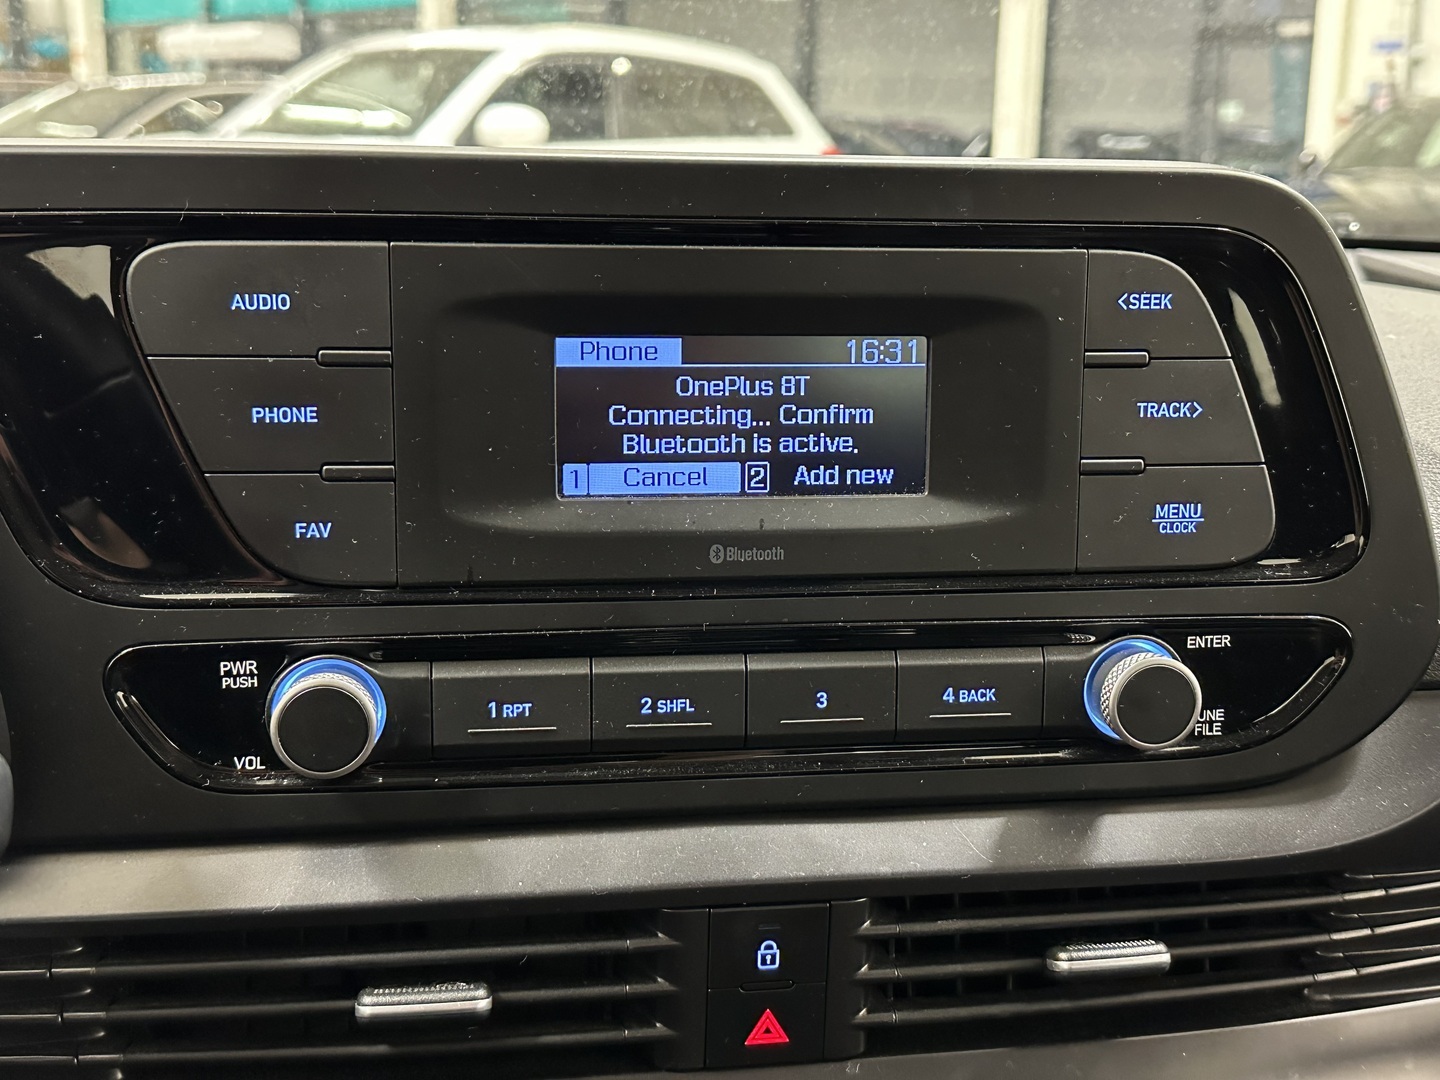 AUDIO
PHONE
FAV
Phone 16:31
OnePlus 8T
Connecting... Confirm
Bluetooth is active.
1 Cancel 2 Add new
Bluetooth
<SEEK
TRACK>
MENU
CLOCK
PWR
PUSH
VOL
1 RPT
2 SHFL
3
4 BACK
ENTER
UNE
FILE